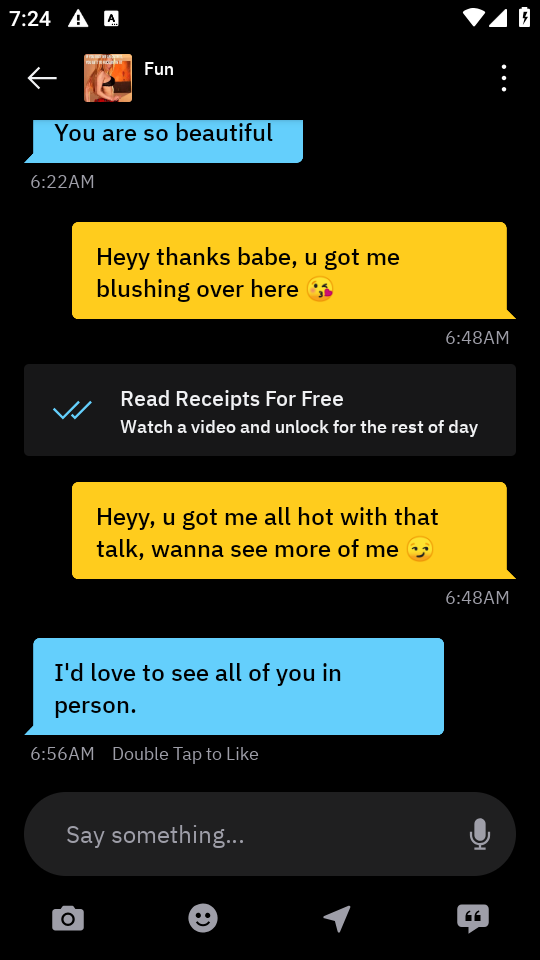 7:24
A
Fun
You are so beautiful
6:22AM
Heyy thanks babe, u got me
blushing over here 😘
6:48AM
Read Receipts For Free
Watch a video and unlock for the rest of day
Heyy, u got me all hot with that
talk, wanna see more of me 😏
6:48AM
I'd love to see all of you in
person.
6:56AM Double Tap to Like
Say something...